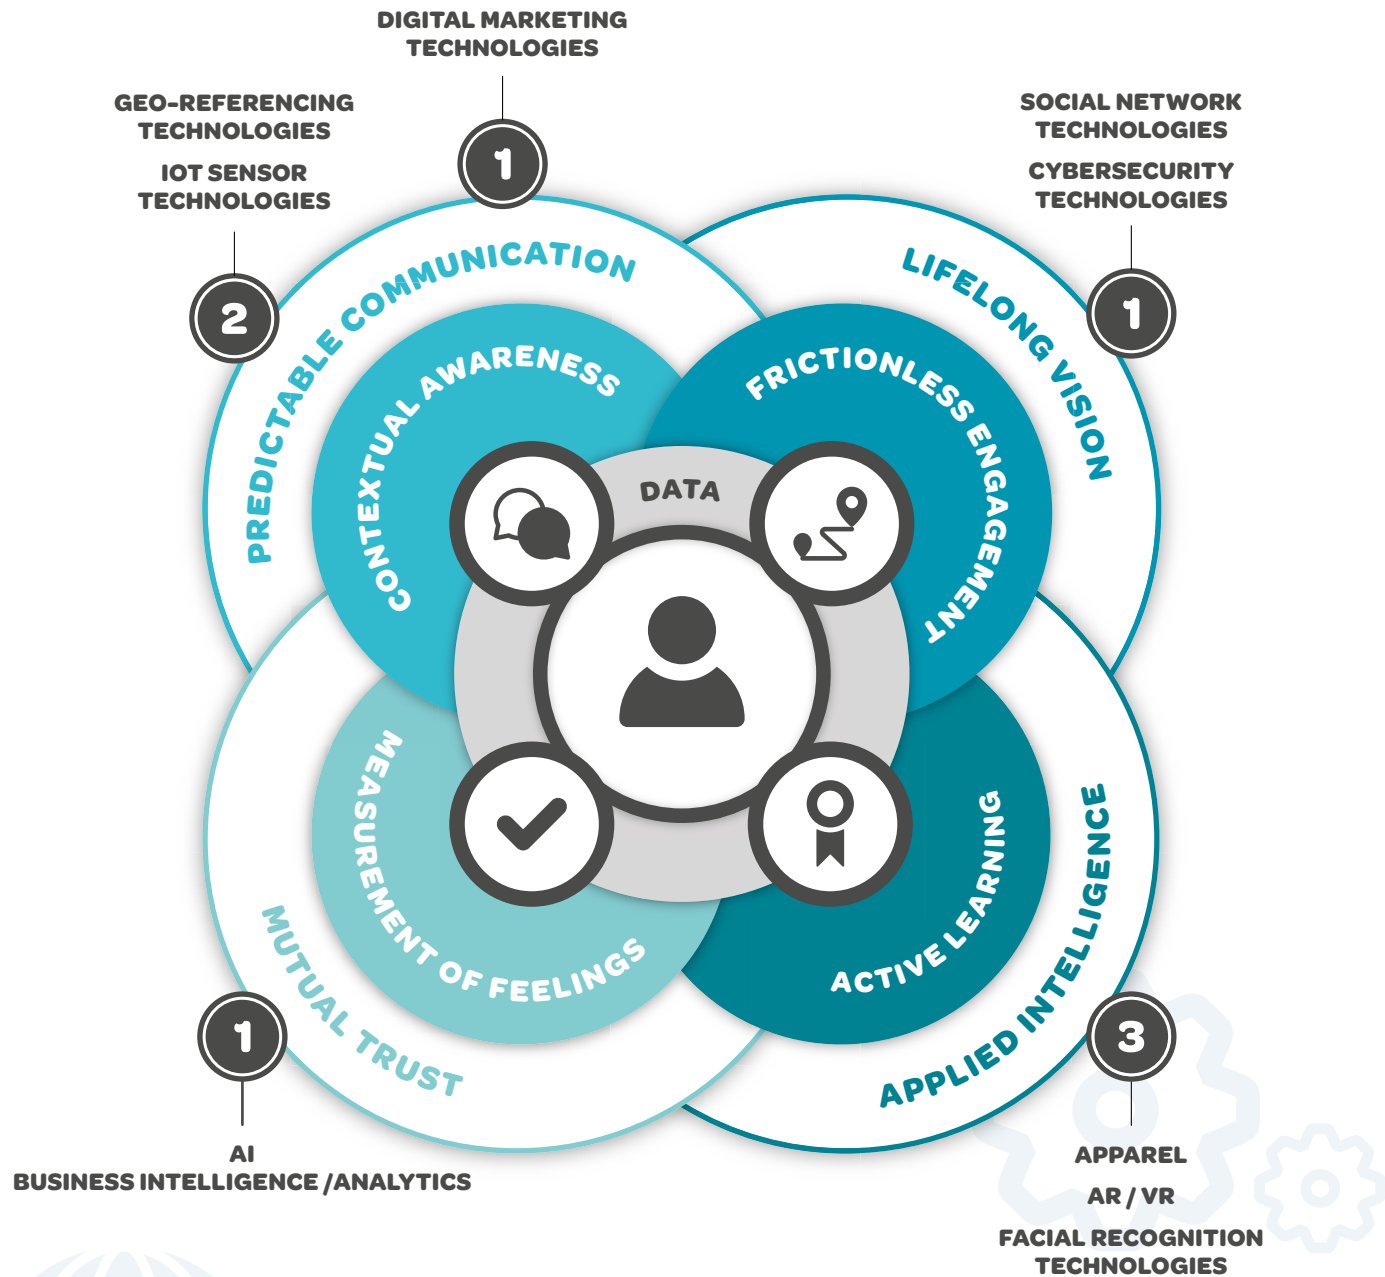 DIGITAL MARKETING
TECHNOLOGIES
GEO-REFERENCING
TECHNOLOGIES
IOT SENSOR
TECHNOLOGIES
SOCIAL NETWORK
TECHNOLOGIES
CYBERSECURITY
TECHNOLOGIES
1
2
1
PREDICTABLE COMMUNICATION
LIFELONG VISION
CONTEXTUAL AWARENESS
FRICTIONLESS ENGAGEMENT
DATA
MEASUREMENT OF FEELINGS
ACTIVE LEARNING
MUTUAL TRUST
APPLIED INTELLIGENCE
1
3
AI
BUSINESS INTELLIGENCE /ANALYTICS
APPAREL
AR / VR
FACIAL RECOGNITION
TECHNOLOGIES